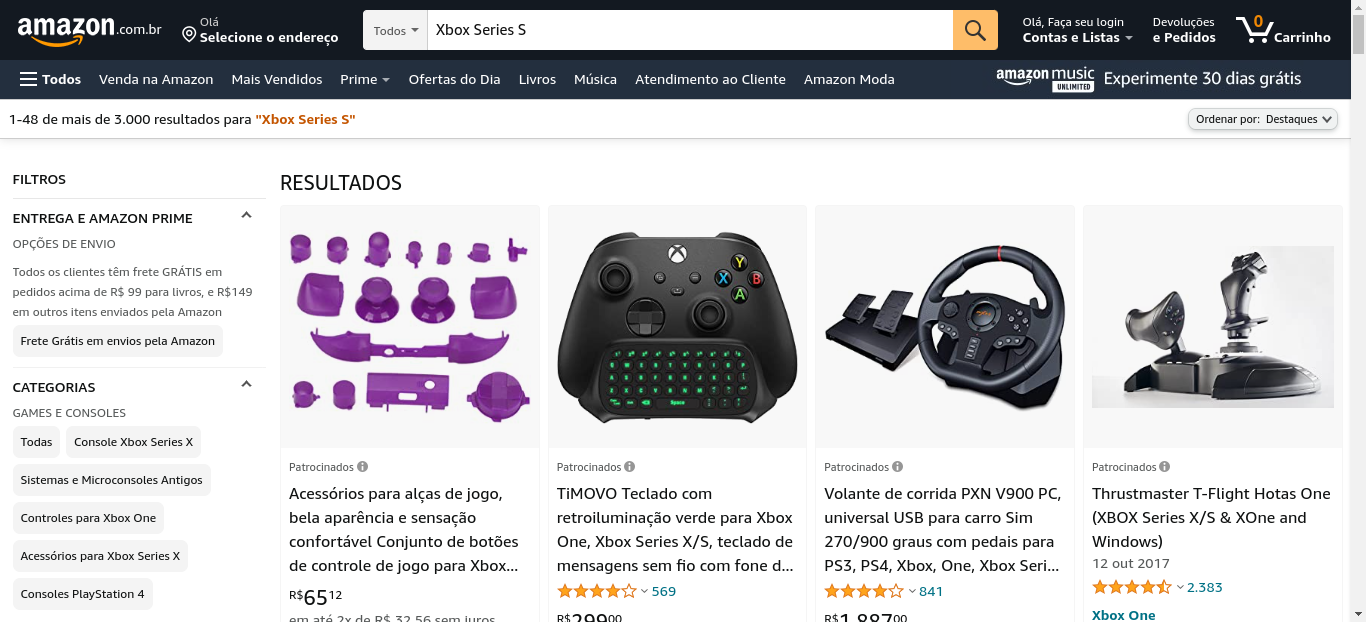 amazon.com.br
Olá
Selecione o endereço
Todos
Xbox Series S
Olá, Faça seu login
Contas e Listas
Devoluções
e Pedidos
0
Carrinho
Todos
Venda na Amazon
Mais Vendidos
Prime
Ofertas do Dia
Livros
Música
Atendimento ao Cliente
Amazon Moda
amazon music
UNLIMITED
Experimente 30 dias grátis
1-48 de mais de 3.000 resultados para "Xbox Series S"
Ordenar por: Destaques
FILTROS
ENTREGA E AMAZON PRIME
OPÇÕES DE ENVIO
Todos os clientes têm frete GRÁTIS em
pedidos acima de R$ 99 para livros, e R$149
em outros itens enviados pela Amazon
Frete Grátis em envios pela Amazon
CATEGORIAS
GAMES E CONSOLES
Todas
Console Xbox Series X
Sistemas e Microconsoles Antigos
Controles para Xbox One
Acessórios para Xbox Series X
Consoles PlayStation 4
RESULTADOS
Patrocinados
Acessórios para alças de jogo,
bela aparência e sensação
confortável Conjunto de botões
de controle de jogo para Xbox...
R$6512
em até 2x de R$ 32,56 sem juros
Y
X
B
A
Space
Patrocinados
TiMOVO Teclado com
retroiluminação verde para Xbox
One, Xbox Series X/S, teclado de
mensagens sem fio com fone d...
569
R$29900
Patrocinados
Volante de corrida PXN V900 PC,
universal USB para carro Sim
270/900 graus com pedais para
PS3, PS4, Xbox, One, Xbox Seri...
841
R$1.88700
Patrocinados
Thrustmaster T-Flight Hotas One
(XBOX Series X/S & XOne and
Windows)
12 out 2017
2.383
Xbox One